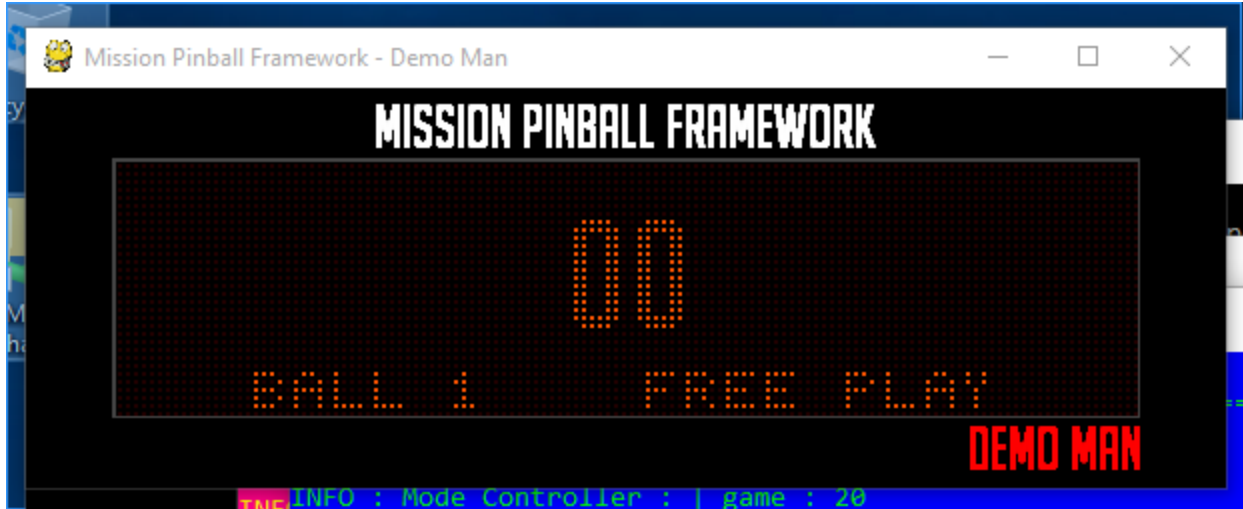 Mission Pinball Framework - Demo Man
MISSION PINBALL FRAMEWORK
00
BALL 1 FREE PLAY
DEMO MAN
INFO : Mode Controller : | game : 20